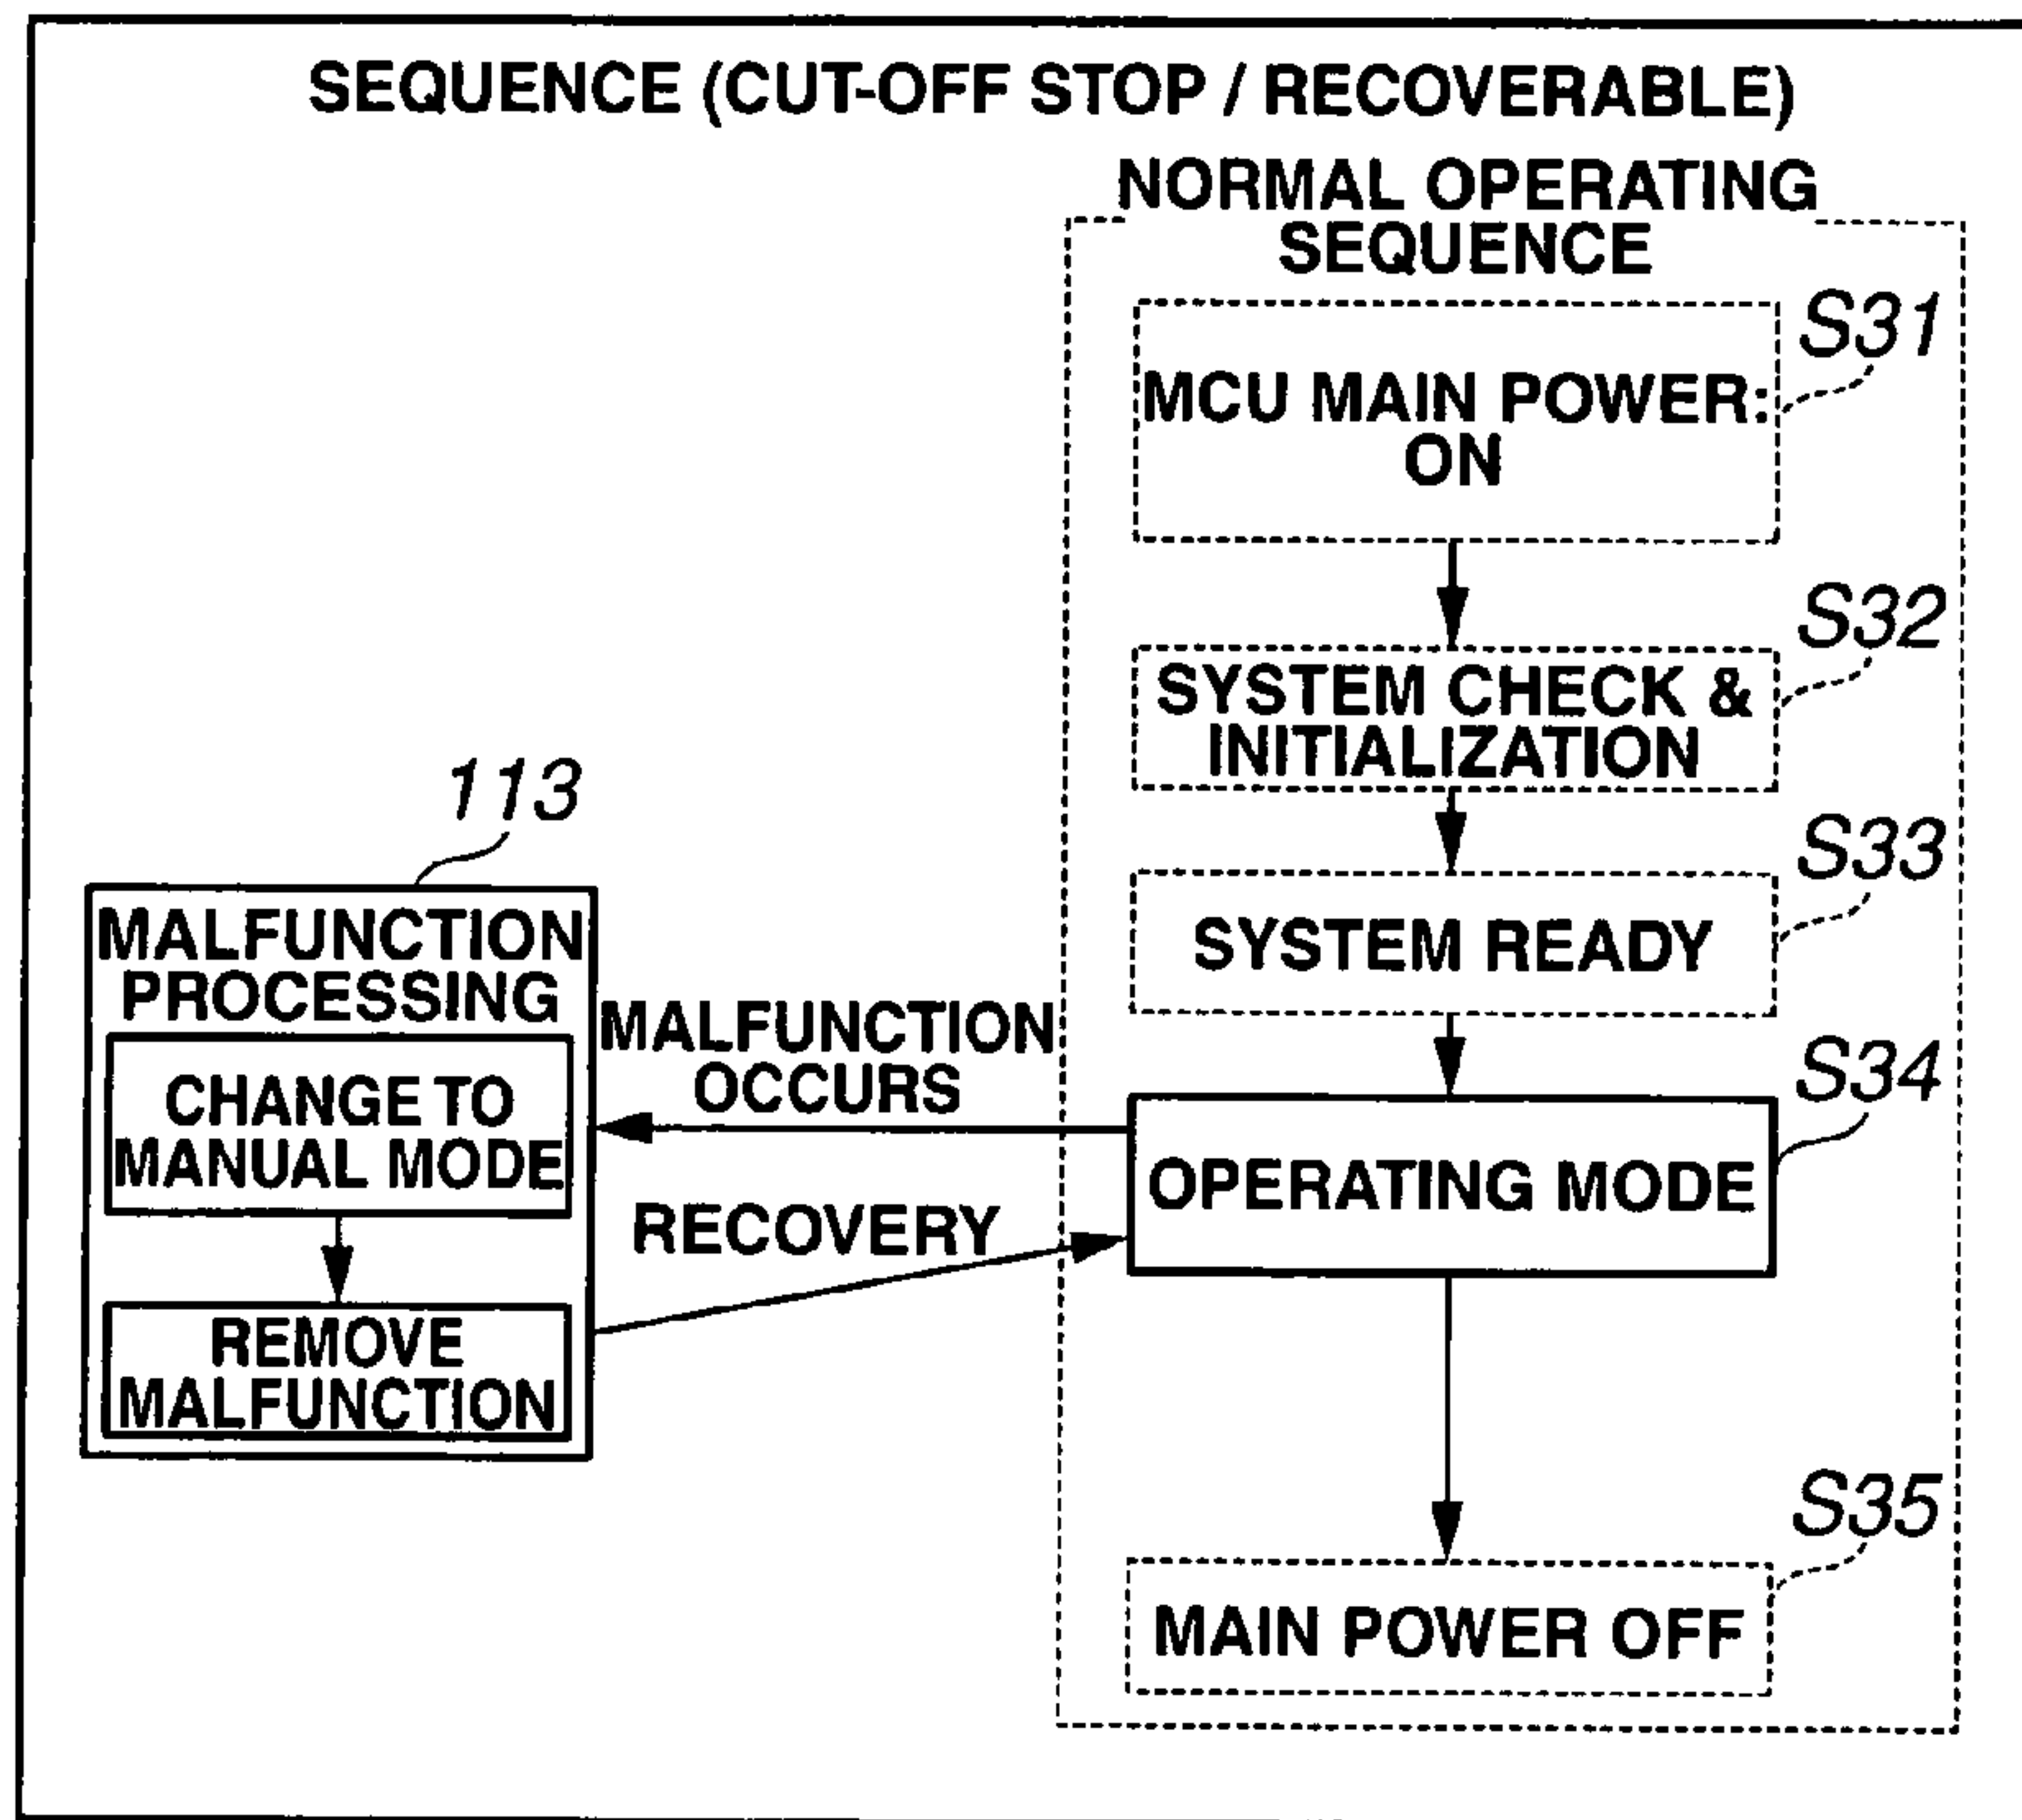 SEQUENCE (CUT-OFF STOP / RECOVERABLE)
NORMAL OPERATING
SEQUENCE
S31
MCU MAIN POWER:
ON
S32
SYSTEM CHECK &
INITIALIZATION
S33
SYSTEM READY
113
MALFUNCTION
PROCESSING
CHANGE TO
MANUAL MODE
REMOVE
MALFUNCTION
MALFUNCTION
OCCURS
RECOVERY
S34
OPERATING MODE
S35
MAIN POWER OFF